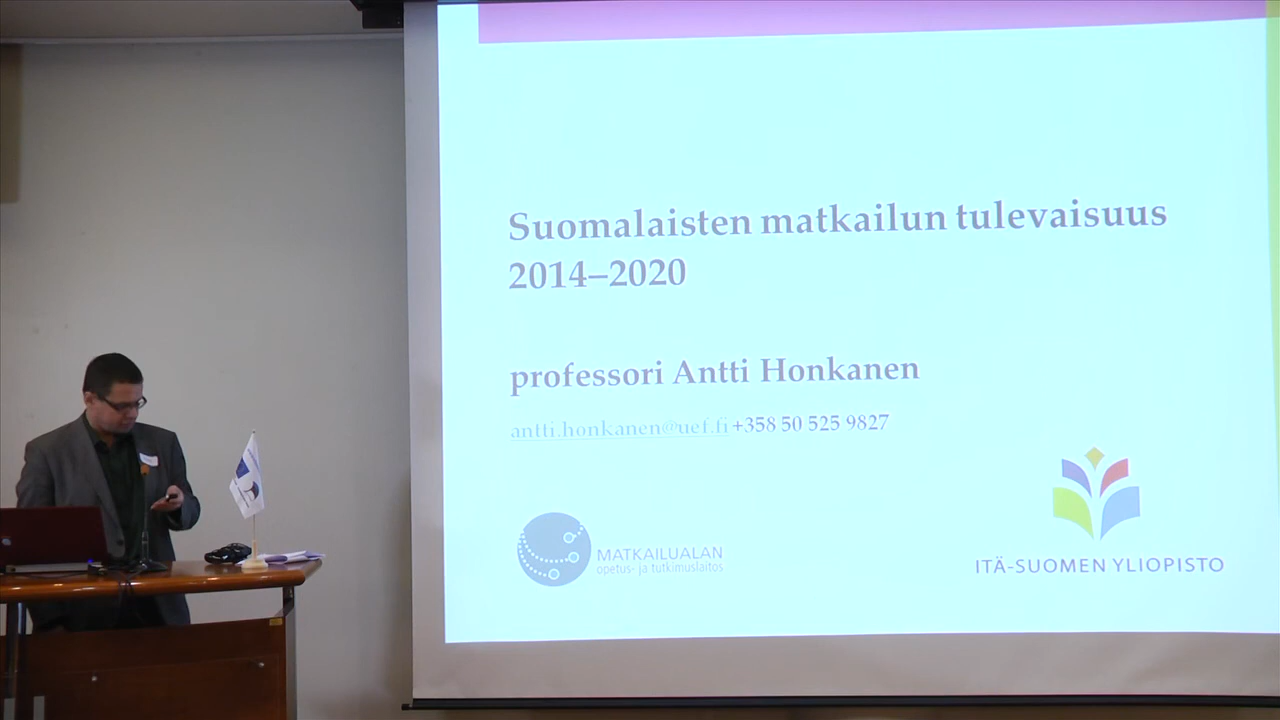 Suomalaisten matkailun tulevaisuus
2014–2020
professori Antti Honkanen
antti.honkanen@uef.fi +358 50 525 9827
MATKAILUALAN
opetus- ja tutkimuslaitos
ITÄ-SUOMEN YLIOPISTO